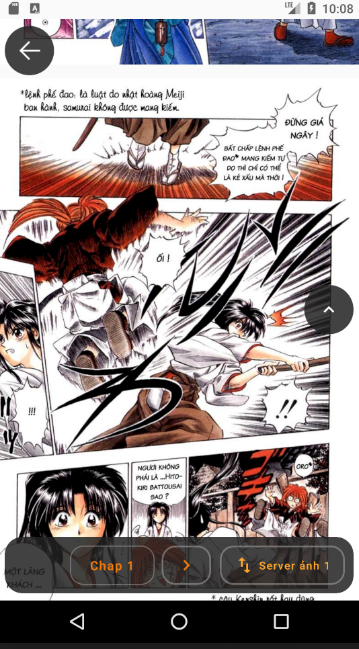 LTE 10:08
*lệnh phế đao: là luật do nhật hoàng Meiji
ban hành, samurai không được mang kiếm.
ĐỨNG GIẢ
NGÂY !
BẤT CHẤP LỆNH PHẾ
ĐAO* MANG KIẾM TỰ
DO THÌ CHỈ CÓ THỂ
LÀ KẺ XẤU MÀ THÔI !
ỐI !
!!!
!!
NGƯỜI KHÔNG
PHẢI LÀ ...HITO-
KIRI BATTOUSAI
SAO ?
ORO*
MỘT LÃNG
KHÁCH ...
Chap 1
Server ảnh 1
* câu Kenshin rất hay dùng